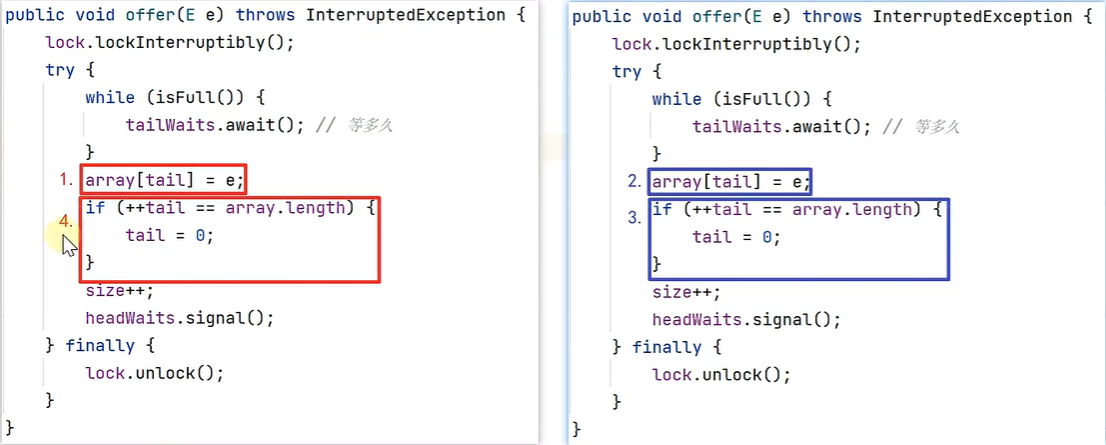 public void offer(E e) throws InterruptedException {
    lock.lockInterruptibly();
    try {
        while (isFull()) {
            tailWaits.await(); // 等多久
        }
1.      array[tail] = e;
4.      if (++tail == array.length) {
            tail = 0;
        }
        size++;
        headWaits.signal();
    } finally {
        lock.unlock();
    }
}
public void offer(E e) throws InterruptedException {
    lock.lockInterruptibly();
    try {
        while (isFull()) {
            tailWaits.await(); // 等多久
        }
2.      array[tail] = e;
3.      if (++tail == array.length) {
            tail = 0;
        }
        size++;
        headWaits.signal();
    } finally {
        lock.unlock();
    }
}